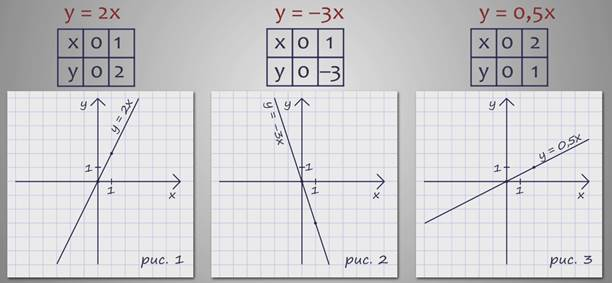 y = 2x
x 0 1
y 0 2
y
y = 2x
1
1
x
рис. 1
y = –3x
x 0 1
y 0 –3
y
y = –3x
1
1
x
рис. 2
y = 0,5x
x 0 2
y 0 1
y
y = 0,5x
1
1
x
рис. 3